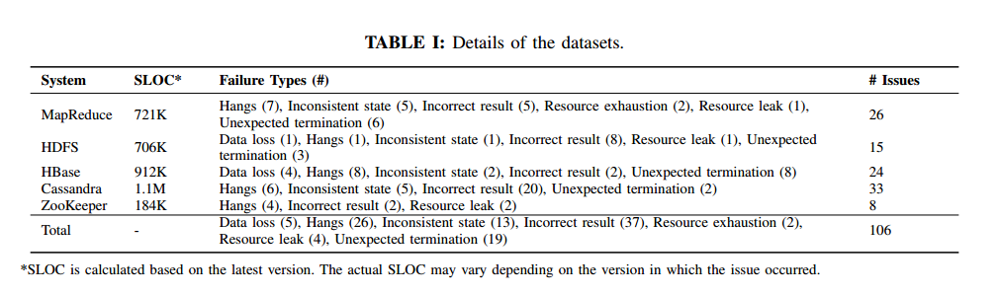 TABLE I: Details of the datasets.
System SLOC* Failure Types (#) # Issues
MapReduce 721K Hangs (7), Inconsistent state (5), Incorrect result (5), Resource exhaustion (2), Resource leak (1), 26
Unexpected termination (6)
HDFS 706K Data loss (1), Hangs (1), Inconsistent state (1), Incorrect result (8), Resource leak (1), Unexpected 15
termination (3)
HBase 912K Data loss (4), Hangs (8), Inconsistent state (2), Incorrect result (2), Unexpected termination (8) 24
Cassandra 1.1M Hangs (6), Inconsistent state (5), Incorrect result (20), Unexpected termination (2) 33
ZooKeeper 184K Hangs (4), Incorrect result (2), Resource leak (2) 8
Total - Data loss (5), Hangs (26), Inconsistent state (13), Incorrect result (37), Resource exhaustion (2), 106
Resource leak (4), Unexpected termination (19)
*SLOC is calculated based on the latest version. The actual SLOC may vary depending on the version in which the issue occurred.